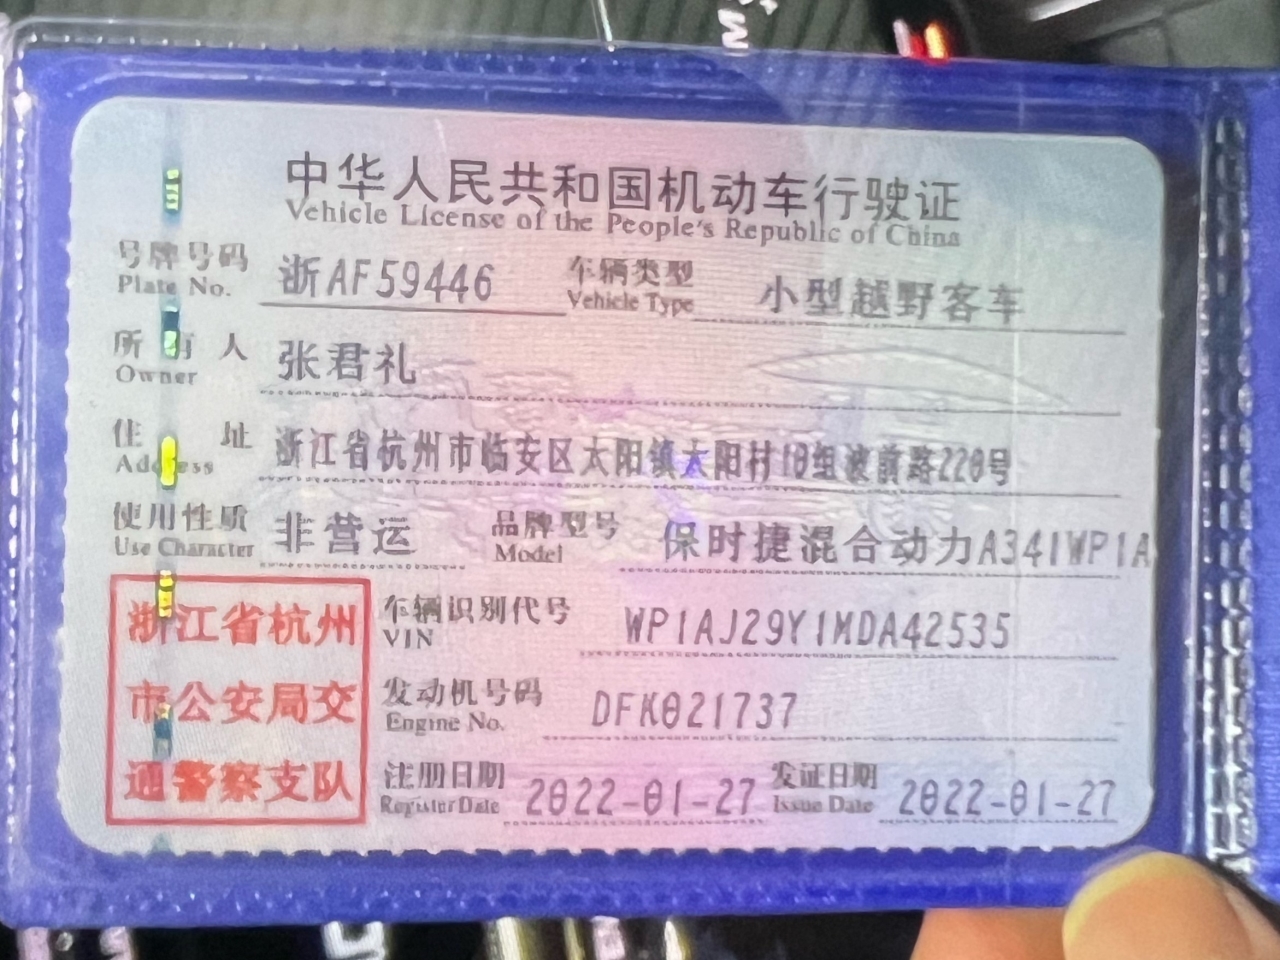 中华人民共和国机动车行驶证
Vehicle License of the People's Republic of China
号牌号码 浙AF59446 车辆类型 小型越野客车
Plate No. Vehicle Type
所有人 张君礼
Owner
住址 浙江省杭州市临安区太阳镇太阳村18组波前路220号
Address
使用性质 非营运 品牌型号 保时捷混合动力A341WP1A
Use Character Model
浙江省杭州
市公安局交
通警察支队
车辆识别代号 WP1AJ29Y1MDA42535
VIN
发动机号码 DFK021737
Engine No.
注册日期 2022-01-27 发证日期 2022-01-27
Register Date Issue Date